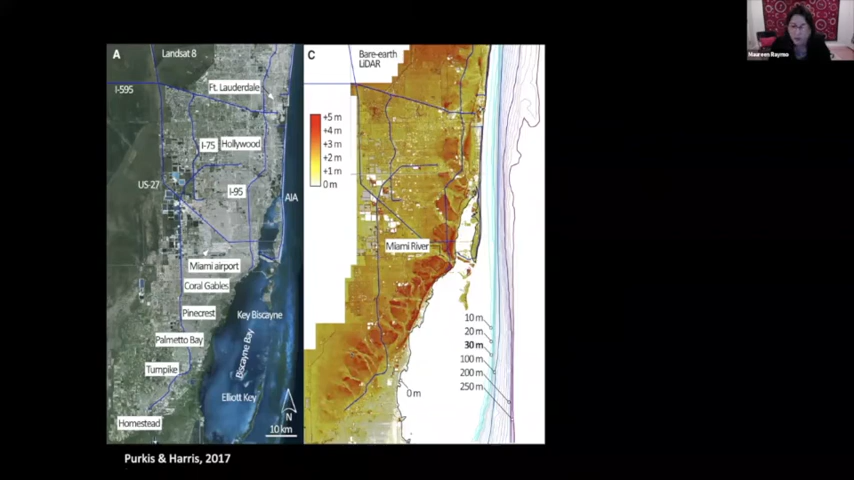 Maureen Raymo
A
Landsat 8
I-595
Ft. Lauderdale
I-75
Hollywood
US-27
I-95
AIA
Miami airport
Coral Gables
Pinecrest
Key Biscayne
Palmetto Bay
Biscayne Bay
Turnpike
Elliott Key
Homestead
N
10 km
C
Bare-earth
LiDAR
+5 m
+4 m
+3 m
+2 m
+1 m
0 m
Miami River
10 m
20 m
30 m
100 m
200 m
250 m
0 m
Purkis & Harris, 2017